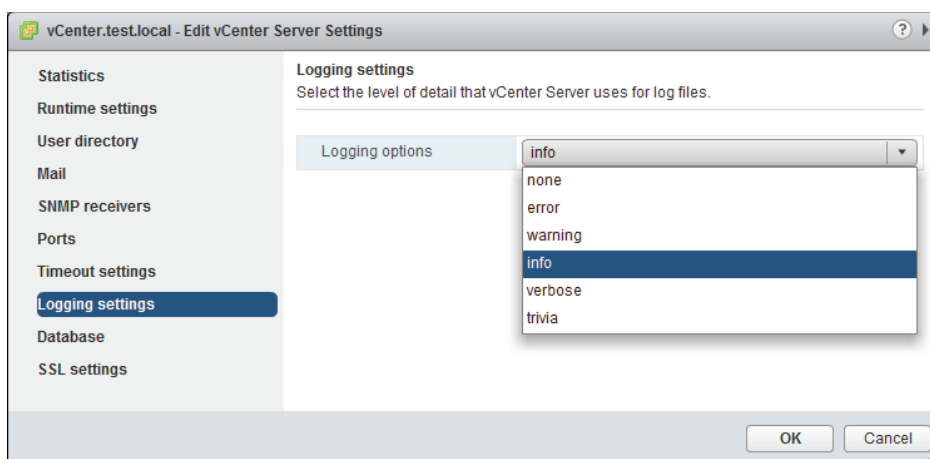 vCenter.test.local - Edit vCenter Server Settings
?
Statistics
Runtime settings
User directory
Mail
SNMP receivers
Ports
Timeout settings
Logging settings
Database
SSL settings
Logging settings
Select the level of detail that vCenter Server uses for log files.
Logging options
info
none
error
warning
info
verbose
trivia
OK
Cancel